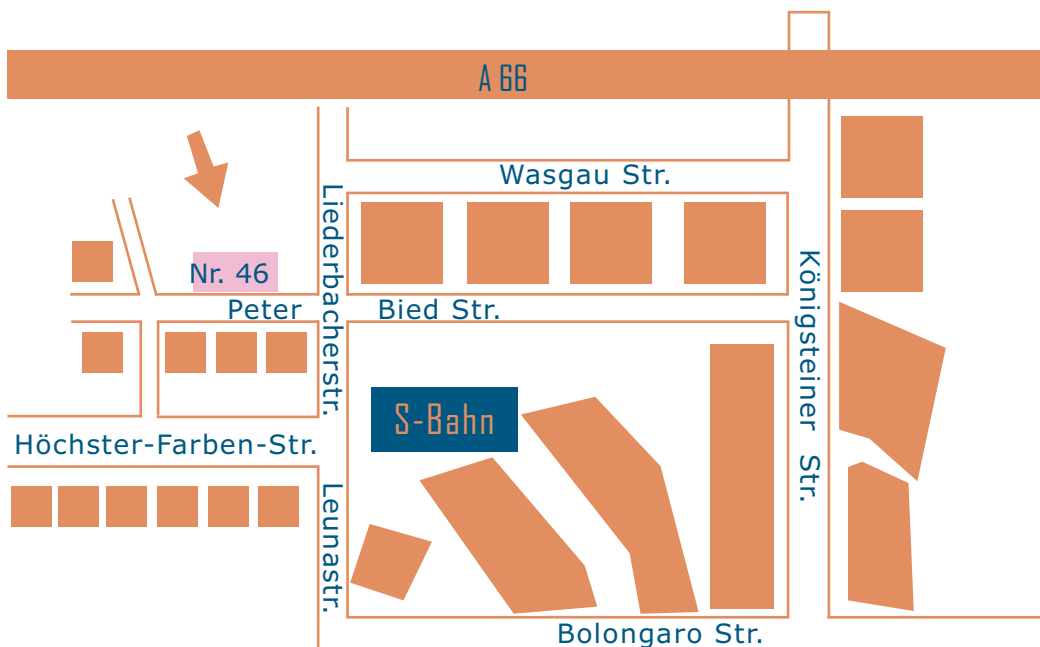 A 66
Wasgau Str.
Liederbacherstr.
Königsteiner Str.
Nr. 46
Peter Bied Str.
S-Bahn
Höchster-Farben-Str.
Leunastr.
Bolongaro Str.